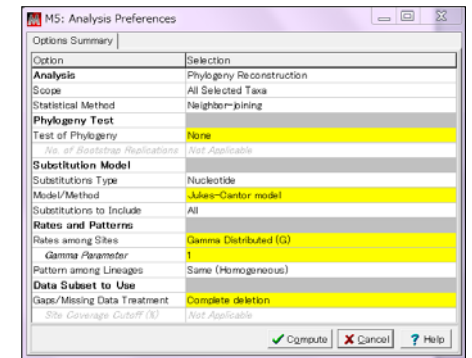 M5: Analysis Preferences
Options Summary
Option Selection
Analysis Phylogeny Reconstruction
Scope All Selected Taxa
Statistical Method Neighbor-joining
Phylogeny Test
Test of Phylogeny None
No. of Bootstrap Replications Not Applicable
Substitution Model
Substitutions Type Nucleotide
Model/Method Jukes-Cantor model
Substitutions to Include All
Rates and Patterns
Rates among Sites Gamma Distributed (G)
Gamma Parameter 1
Pattern among Lineages Same (Homogeneous)
Data Subset to Use
Gaps/Missing Data Treatment Complete deletion
Site Coverage Cutoff (%) Not Applicable
Compute Cancel Help